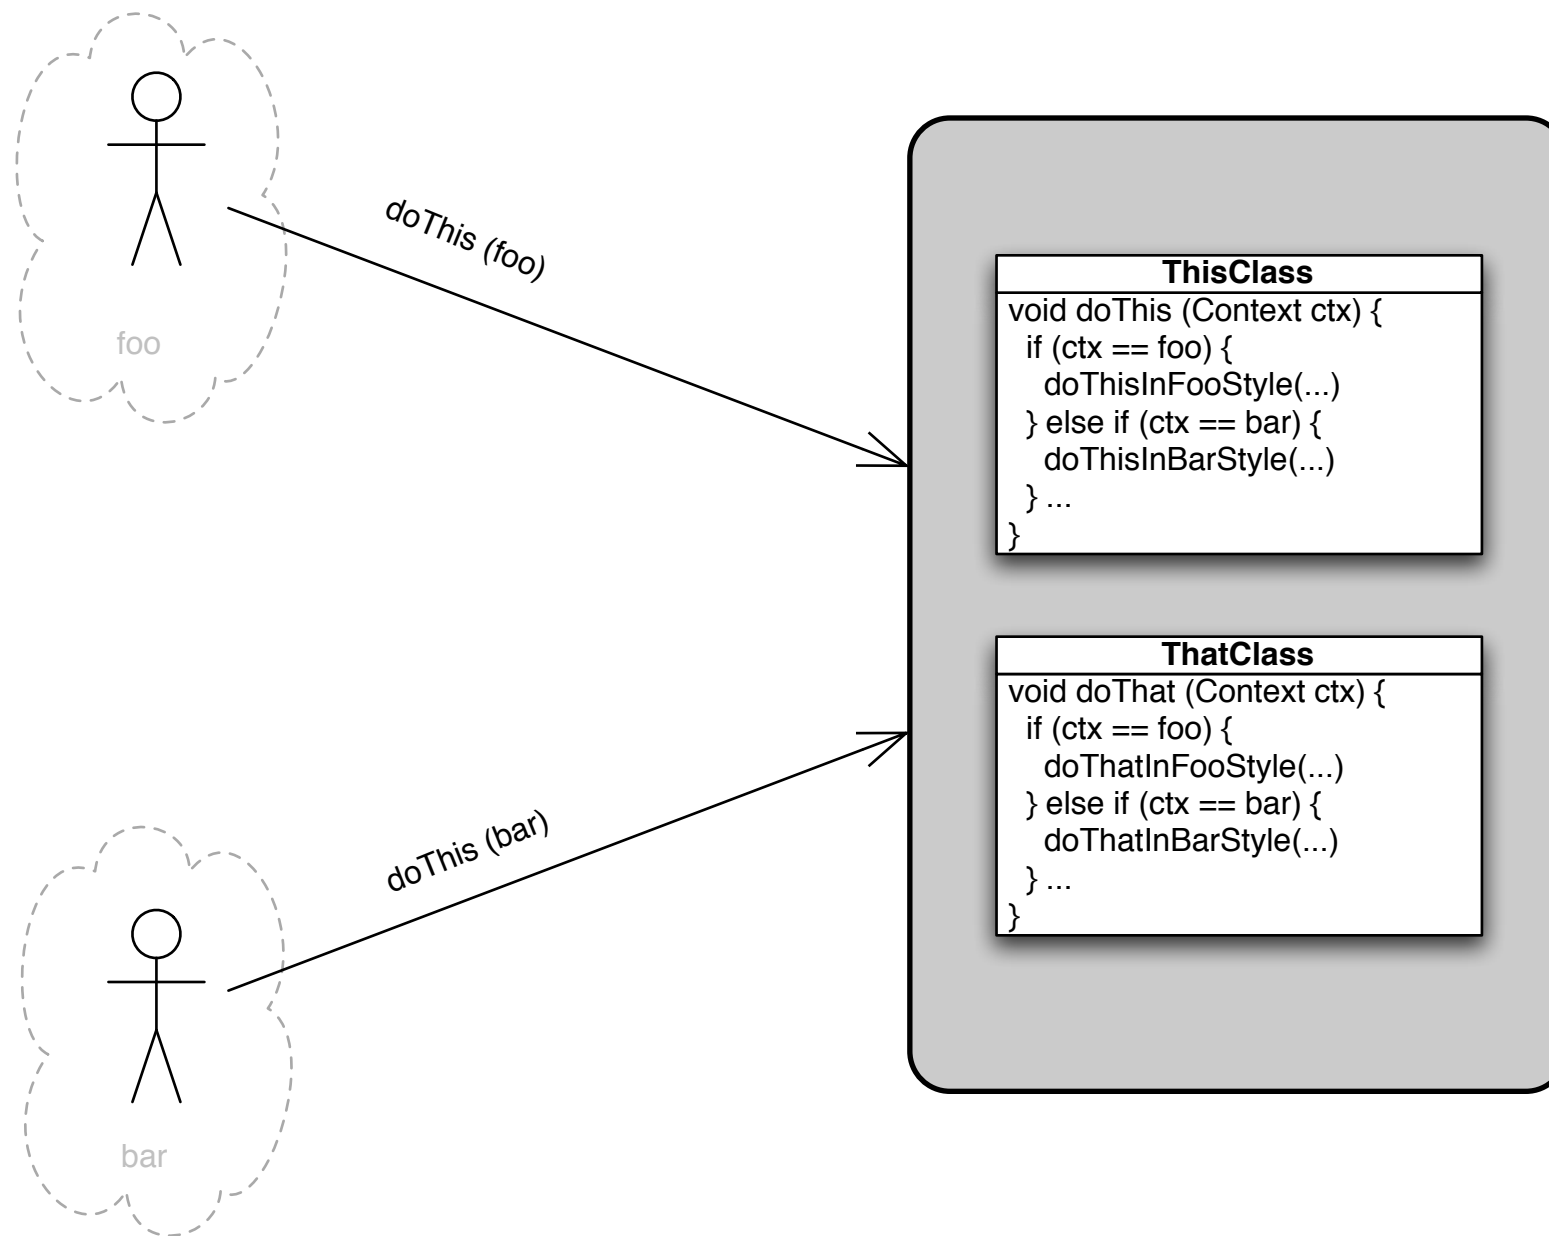 doThis (foo)
foo
ThisClass
void doThis (Context ctx) {
if (ctx == foo) {
doThisInFooStyle(...)
} else if (ctx == bar) {
doThisInBarStyle(...)
} ...
}
ThatClass
void doThat (Context ctx) {
if (ctx == foo) {
doThatInFooStyle(...)
} else if (ctx == bar) {
doThatInBarStyle(...)
} ...
}
doThis (bar)
bar